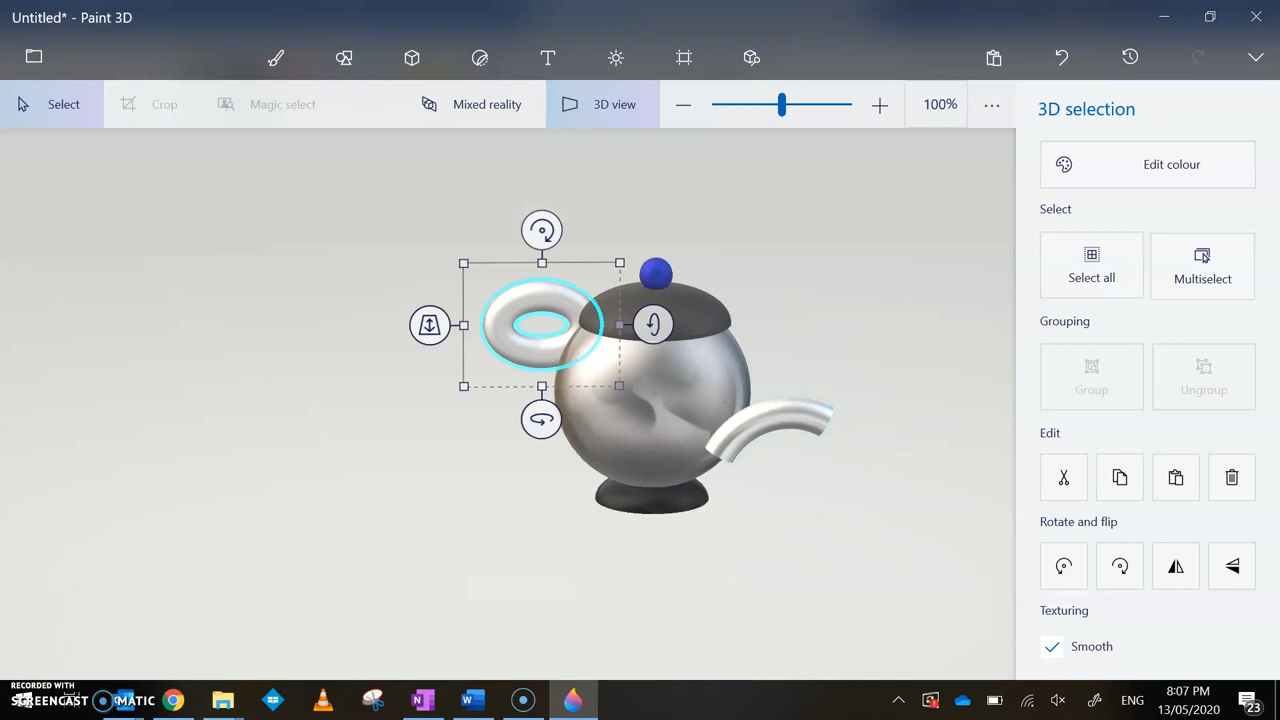 Untitled* - Paint 3D
Select
Crop
Magic select
Mixed reality
3D view
100%
3D selection
Edit colour
Select
Select all
Multiselect
Grouping
Group
Ungroup
Edit
Rotate and flip
Texturing
Smooth
RECORDED WITH
SCREENCAST MATIC
ENG
8:07 PM
13/05/2020
23